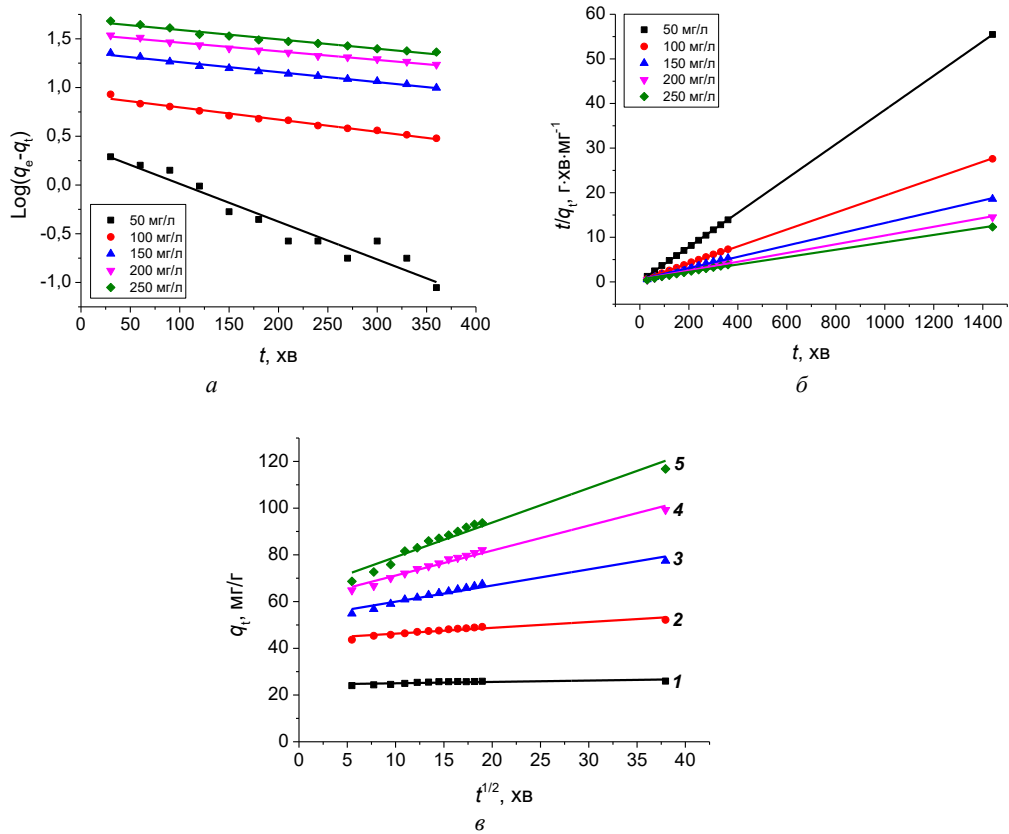 1,5
1,0
0,5
0,0
-0,5
-1,0
Log(qₑ-qₜ)
50 мг/л
100 мг/л
150 мг/л
200 мг/л
250 мг/л
0 50 100 150 200 250 300 350 400
t, хв
а
60
50
40
30
20
10
0
t/qₜ, г·хв·мг⁻¹
50 мг/л
100 мг/л
150 мг/л
200 мг/л
250 мг/л
0 200 400 600 800 1000 1200 1400
t, хв
б
120
100
80
60
40
20
0
qₜ, мг/г
5
4
3
2
1
0 5 10 15 20 25 30 35 40
t¹ᐟ², хв
в